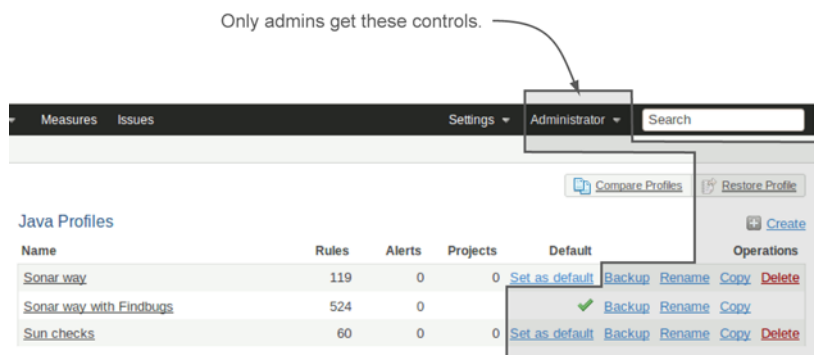 Only admins get these controls.
Measures Issues Settings Administrator Search
Compare Profiles Restore Profile
Java Profiles Create
Name Rules Alerts Projects Default Operations
Sonar way 119 0 0 Set as default Backup Rename Copy Delete
Sonar way with Findbugs 524 0 Backup Rename Copy
Sun checks 60 0 0 Set as default Backup Rename Copy Delete